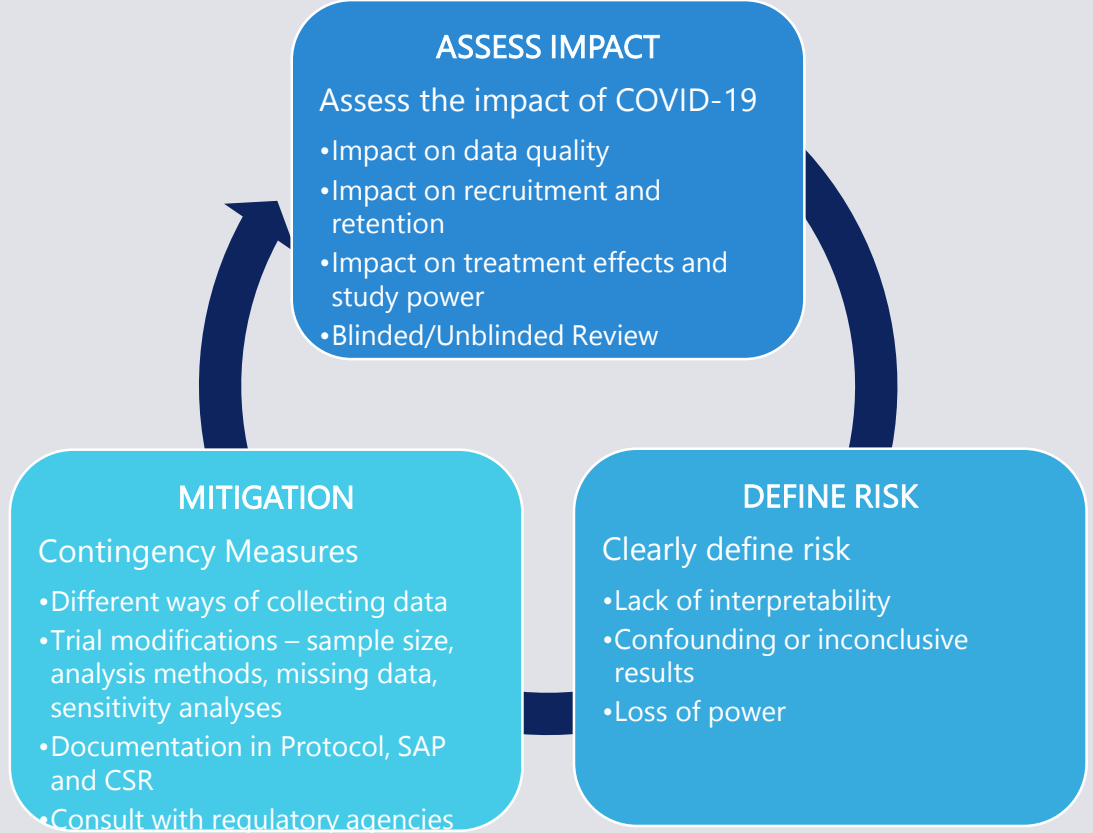 ASSESS IMPACT
Assess the impact of COVID-19
•Impact on data quality
•Impact on recruitment and
retention
•Impact on treatment effects and
study power
•Blinded/Unblinded Review
MITIGATION
Contingency Measures
•Different ways of collecting data
•Trial modifications – sample size,
analysis methods, missing data,
sensitivity analyses
•Documentation in Protocol, SAP
and CSR
•Consult with regulatory agencies
DEFINE RISK
Clearly define risk
•Lack of interpretability
•Confounding or inconclusive
results
•Loss of power